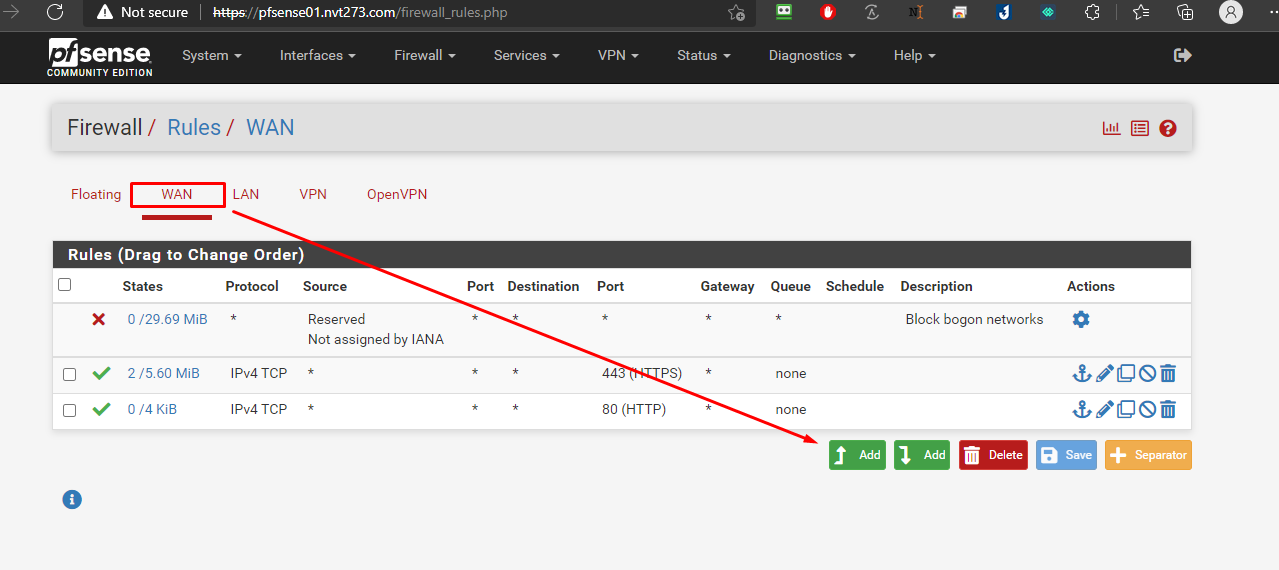 Not secure https://pfsense01.nvt273.com/firewall_rules.php
pfsense
COMMUNITY EDITION
System Interfaces Firewall Services VPN Status Diagnostics Help
Firewall / Rules / WAN
Floating WAN LAN VPN OpenVPN
Rules (Drag to Change Order)
States Protocol Source Port Destination Port Gateway Queue Schedule Description Actions
0 /29.69 MiB * Reserved * * * * * Block bogon networks
Not assigned by IANA
2 /5.60 MiB IPv4 TCP * * * 443 (HTTPS) * none
0 /4 KiB IPv4 TCP * * * 80 (HTTP) * none
Add Add Delete Save Separator